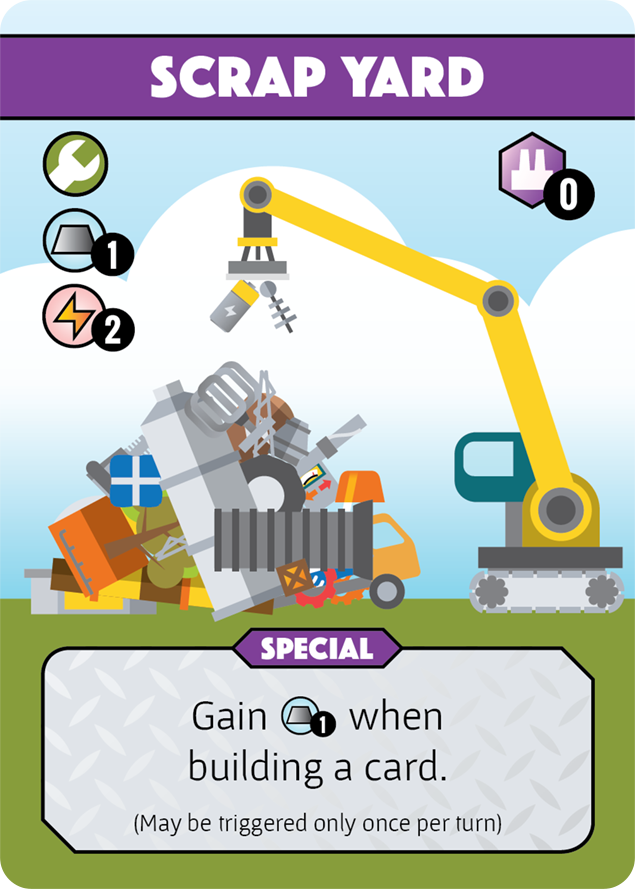 SCRAP YARD
0
1
2
SPECIAL
Gain 1 when
building a card.
(May be triggered only once per turn)